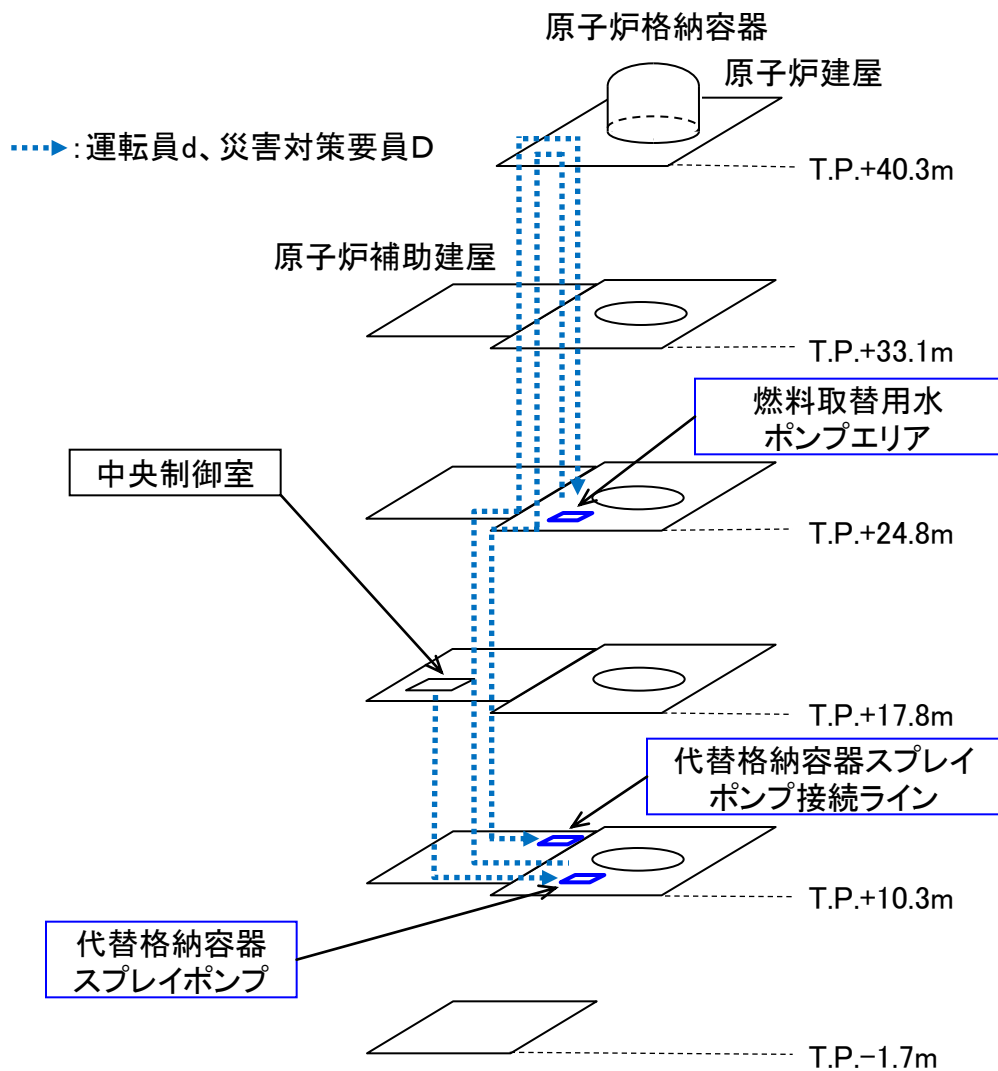 原子炉格納容器
原子炉建屋
:運転員d、災害対策要員D
T.P.+40.3m
原子炉補助建屋
T.P.+33.1m
燃料取替用水
ポンプエリア
中央制御室
T.P.+24.8m
T.P.+17.8m
代替格納容器スプレイ
ポンプ接続ライン
T.P.+10.3m
代替格納容器
スプレイポンプ
T.P.-1.7m